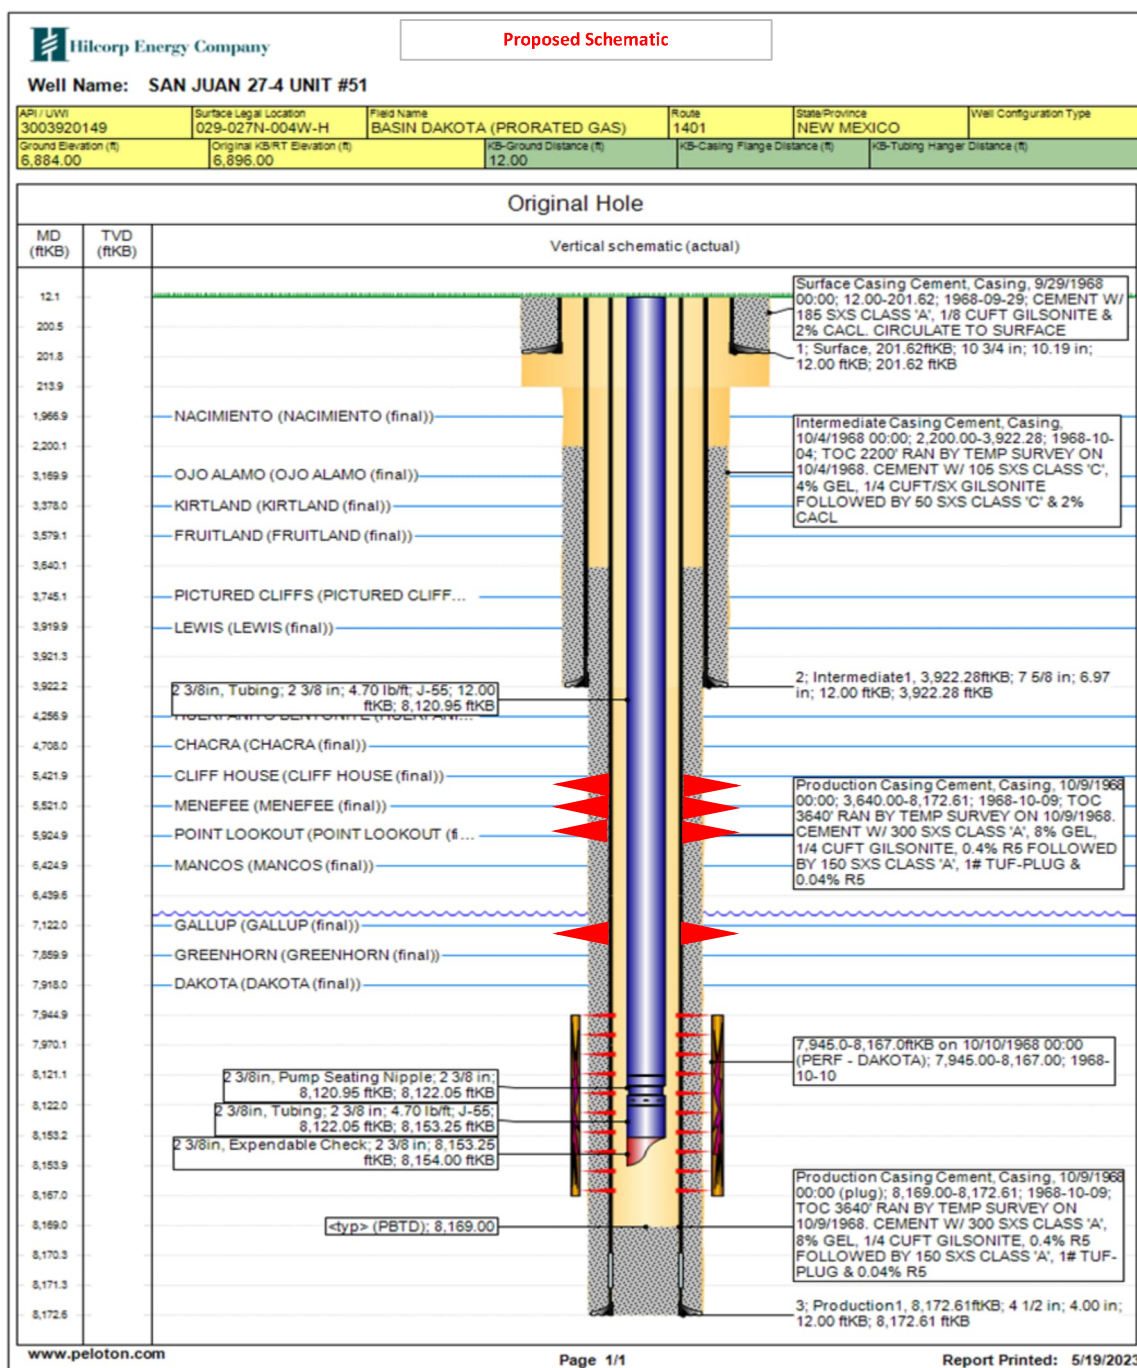 Hilcorp Energy Company
Proposed Schematic
Well Name: SAN JUAN 27-4 UNIT #51
API / UWI
3003920149
Surface Legal Location
029-027N-004W-H
Field Name
BASIN DAKOTA (PRORATED GAS)
Route
1401
State/Province
NEW MEXICO
Well Configuration Type
Ground Elevation (ft)
6,884.00
Original KB/RT Elevation (ft)
6,896.00
KB-Ground Distance (ft)
12.00
KB-Casing Flange Distance (ft)
KB-Tubing Hanger Distance (ft)
Original Hole
MD
(ftKB)
TVD
(ftKB)
Vertical schematic (actual)
12.1
200.5
201.8
213.9
1,966.9
2,200.1
3,169.9
3,378.0
3,579.1
3,640.1
3,745.1
3,919.9
3,921.3
3,922.2
4,256.9
4,708.0
5,421.9
5,521.0
5,924.9
6,424.9
6,439.6
7,122.0
7,859.9
7,918.0
7,944.9
7,970.1
8,121.1
8,122.0
8,153.2
8,153.9
8,167.0
8,169.0
8,170.3
8,171.3
8,172.6
NACIMIENTO (NACIMIENTO (final))
OJO ALAMO (OJO ALAMO (final))
KIRTLAND (KIRTLAND (final))
FRUITLAND (FRUITLAND (final))
PICTURED CLIFFS (PICTURED CLIFF...
LEWIS (LEWIS (final))
2 3/8in, Tubing; 2 3/8 in; 4.70 lb/ft; J-55; 12.00
ftKB; 8,120.95 ftKB
HUERFANITO BENTONITE (HUERFANI...
CHACRA (CHACRA (final))
CLIFF HOUSE (CLIFF HOUSE (final))
MENEFEE (MENEFEE (final))
POINT LOOKOUT (POINT LOOKOUT (fi...
MANCOS (MANCOS (final))
GALLUP (GALLUP (final))
GREENHORN (GREENHORN (final))
DAKOTA (DAKOTA (final))
2 3/8in, Pump Seating Nipple; 2 3/8 in;
8,120.95 ftKB; 8,122.05 ftKB
2 3/8in, Tubing; 2 3/8 in; 4.70 lb/ft; J-55;
8,122.05 ftKB; 8,153.25 ftKB
2 3/8in, Expendable Check; 2 3/8 in; 8,153.25
ftKB; 8,154.00 ftKB
<typ> (PBTD); 8,169.00
Surface Casing Cement, Casing, 9/29/1968
00:00; 12.00-201.62; 1968-09-29; CEMENT W/
185 SXS CLASS 'A', 1/8 CUFT GILSONITE &
2% CACL. CIRCULATE TO SURFACE
1; Surface, 201.62ftKB; 10 3/4 in; 10.19 in;
12.00 ftKB; 201.62 ftKB
Intermediate Casing Cement, Casing,
10/4/1968 00:00; 2,200.00-3,922.28; 1968-10-
04; TOC 2200' RAN BY TEMP SURVEY ON
10/4/1968. CEMENT W/ 105 SXS CLASS 'C',
4% GEL, 1/4 CUFT/SX GILSONITE
FOLLOWED BY 50 SXS CLASS 'C' & 2%
CACL
2; Intermediate1, 3,922.28ftKB; 7 5/8 in; 6.97
in; 12.00 ftKB; 3,922.28 ftKB
Production Casing Cement, Casing, 10/9/1968
00:00; 3,640.00-8,172.61; 1968-10-09; TOC
3640' RAN BY TEMP SURVEY ON 10/9/1968.
CEMENT W/ 300 SXS CLASS 'A', 8% GEL,
1/4 CUFT GILSONITE, 0.4% R5 FOLLOWED
BY 150 SXS CLASS 'A', 1# TUF-PLUG &
0.04% R5
7,945.0-8,167.0ftKB on 10/10/1968 00:00
(PERF - DAKOTA); 7,945.00-8,167.00; 1968-
10-10
Production Casing Cement, Casing, 10/9/1968
00:00 (plug); 8,169.00-8,172.61; 1968-10-09;
TOC 3640' RAN BY TEMP SURVEY ON
10/9/1968. CEMENT W/ 300 SXS CLASS 'A',
8% GEL, 1/4 CUFT GILSONITE, 0.4% R5
FOLLOWED BY 150 SXS CLASS 'A', 1# TUF-
PLUG & 0.04% R5
3; Production1, 8,172.61ftKB; 4 1/2 in; 4.00 in;
12.00 ftKB; 8,172.61 ftKB
www.peloton.com
Page 1/1
Report Printed: 5/19/2023